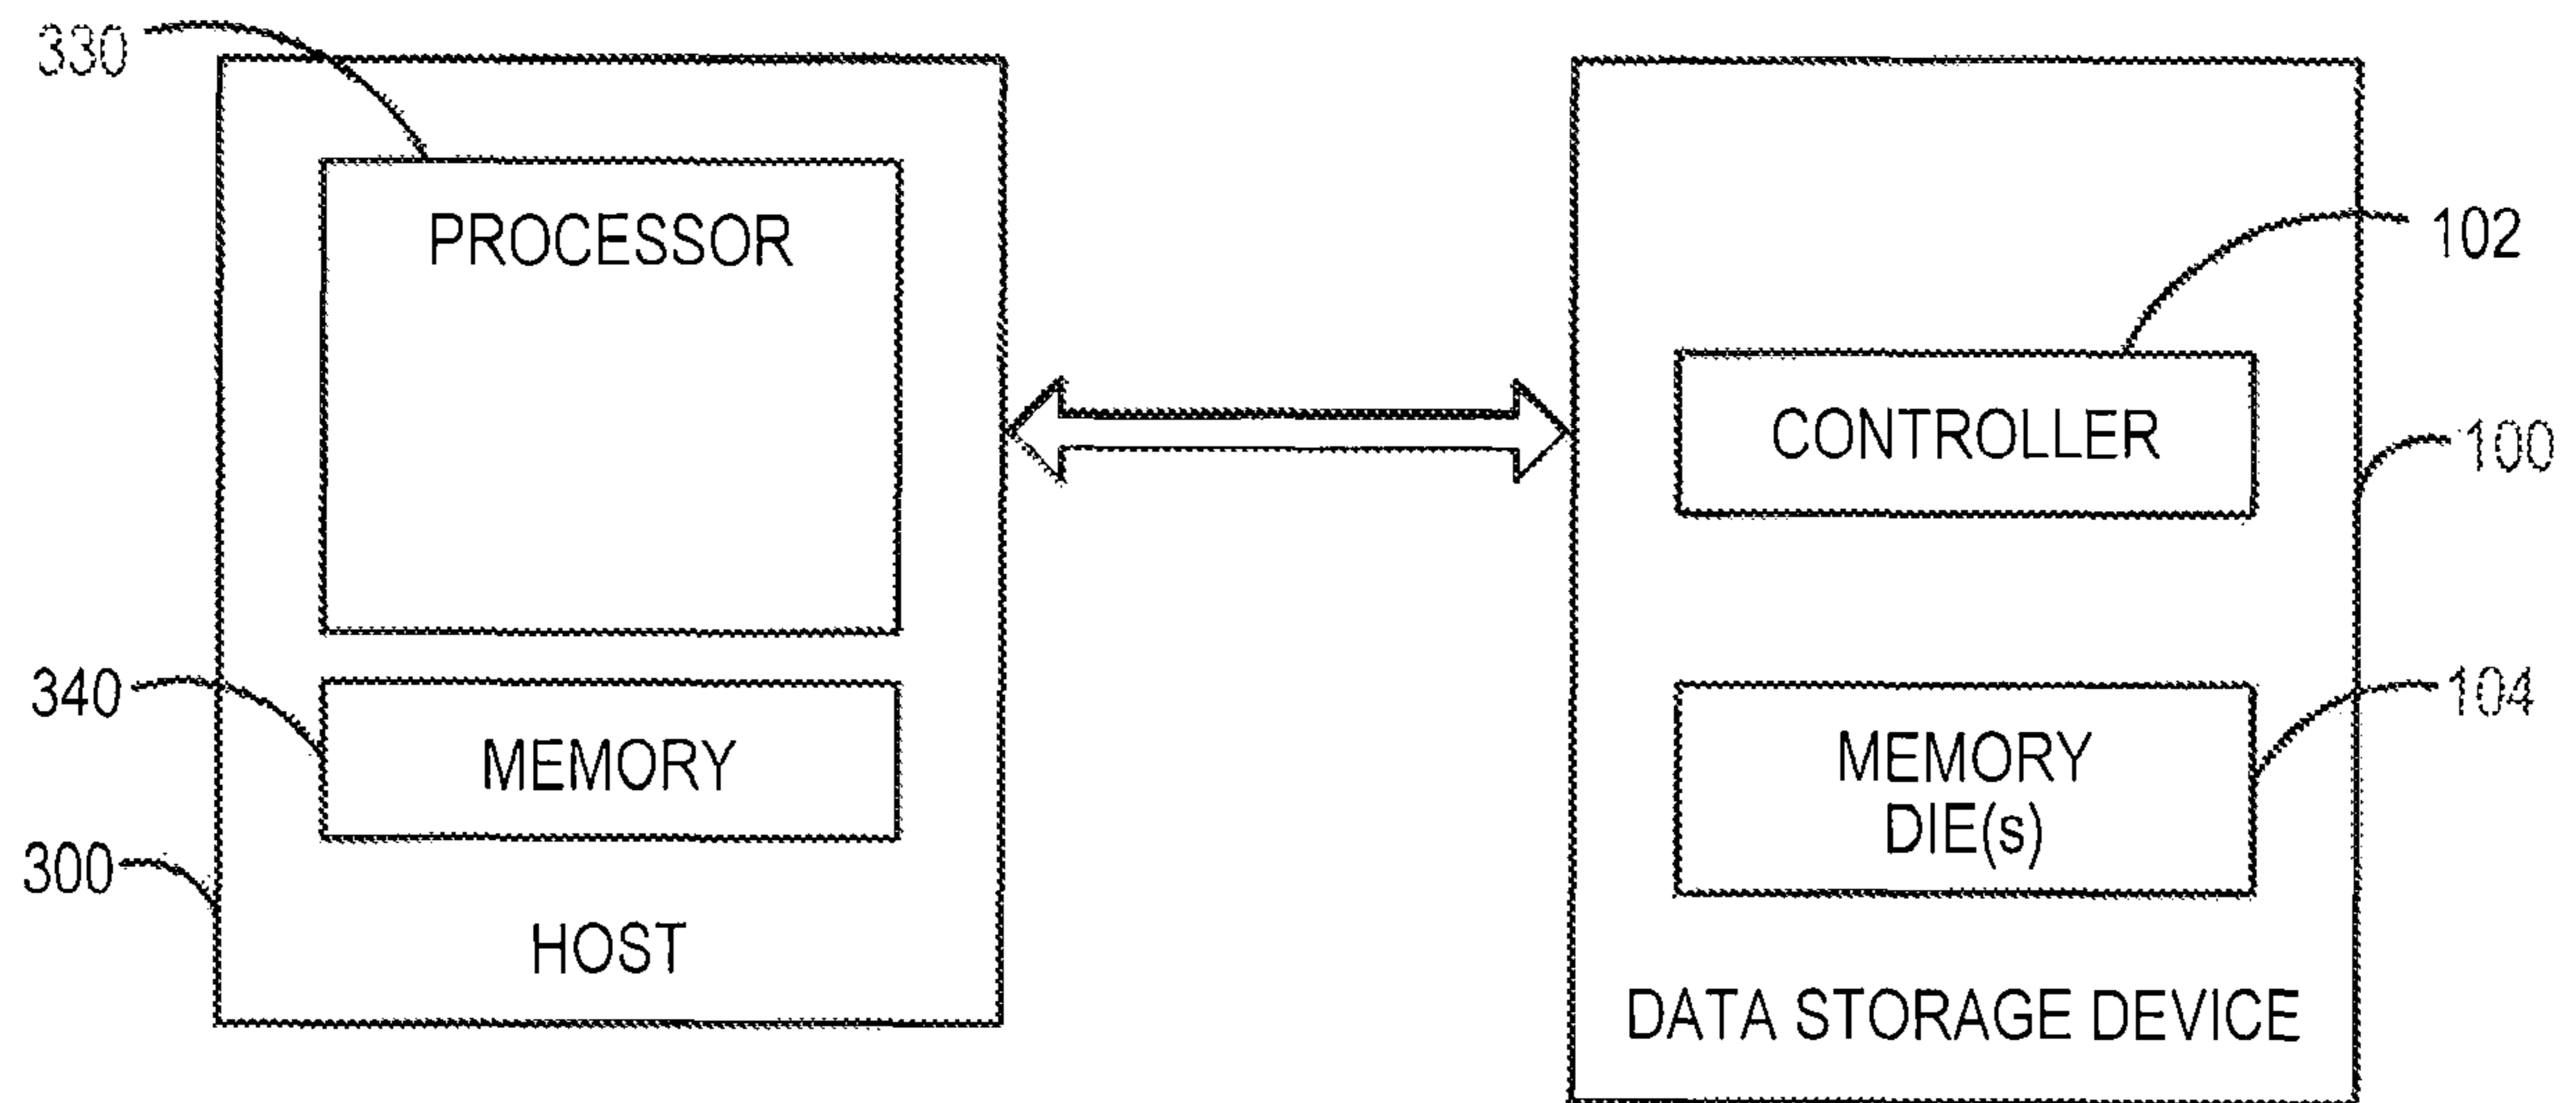 330
PROCESSOR
102
CONTROLLER
100
340
MEMORY
104
MEMORY
DIE(s)
300
HOST
DATA STORAGE DEVICE